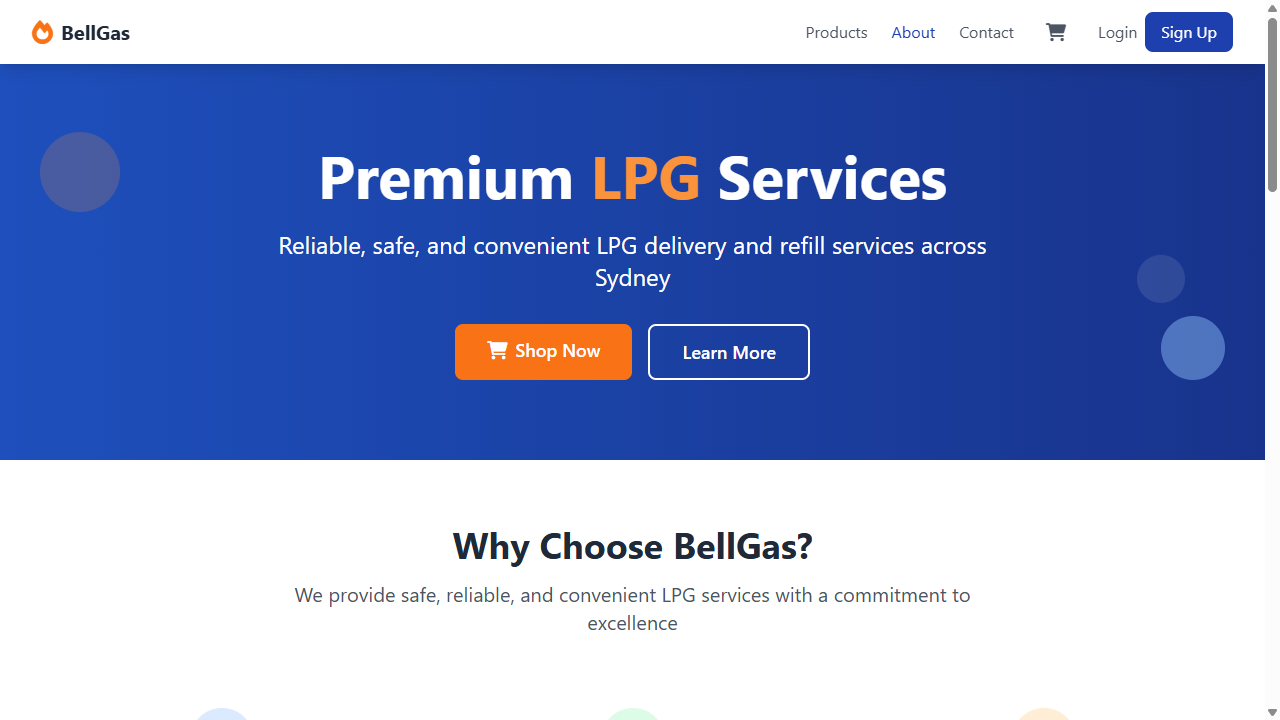 BellGas
Products
About
Contact
Login
Sign Up
Premium LPG Services
Reliable, safe, and convenient LPG delivery and refill services across
Sydney
Shop Now
Learn More
Why Choose BellGas?
We provide safe, reliable, and convenient LPG services with a commitment to
excellence